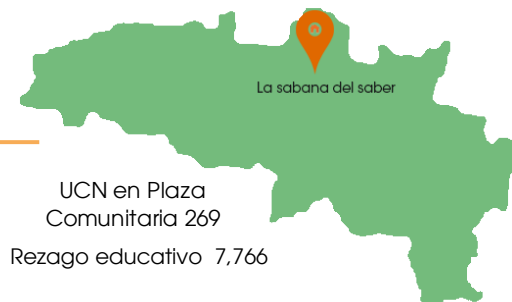 La sabana del saber
UCN en Plaza
Comunitaria 269
Rezago educativo 7,766